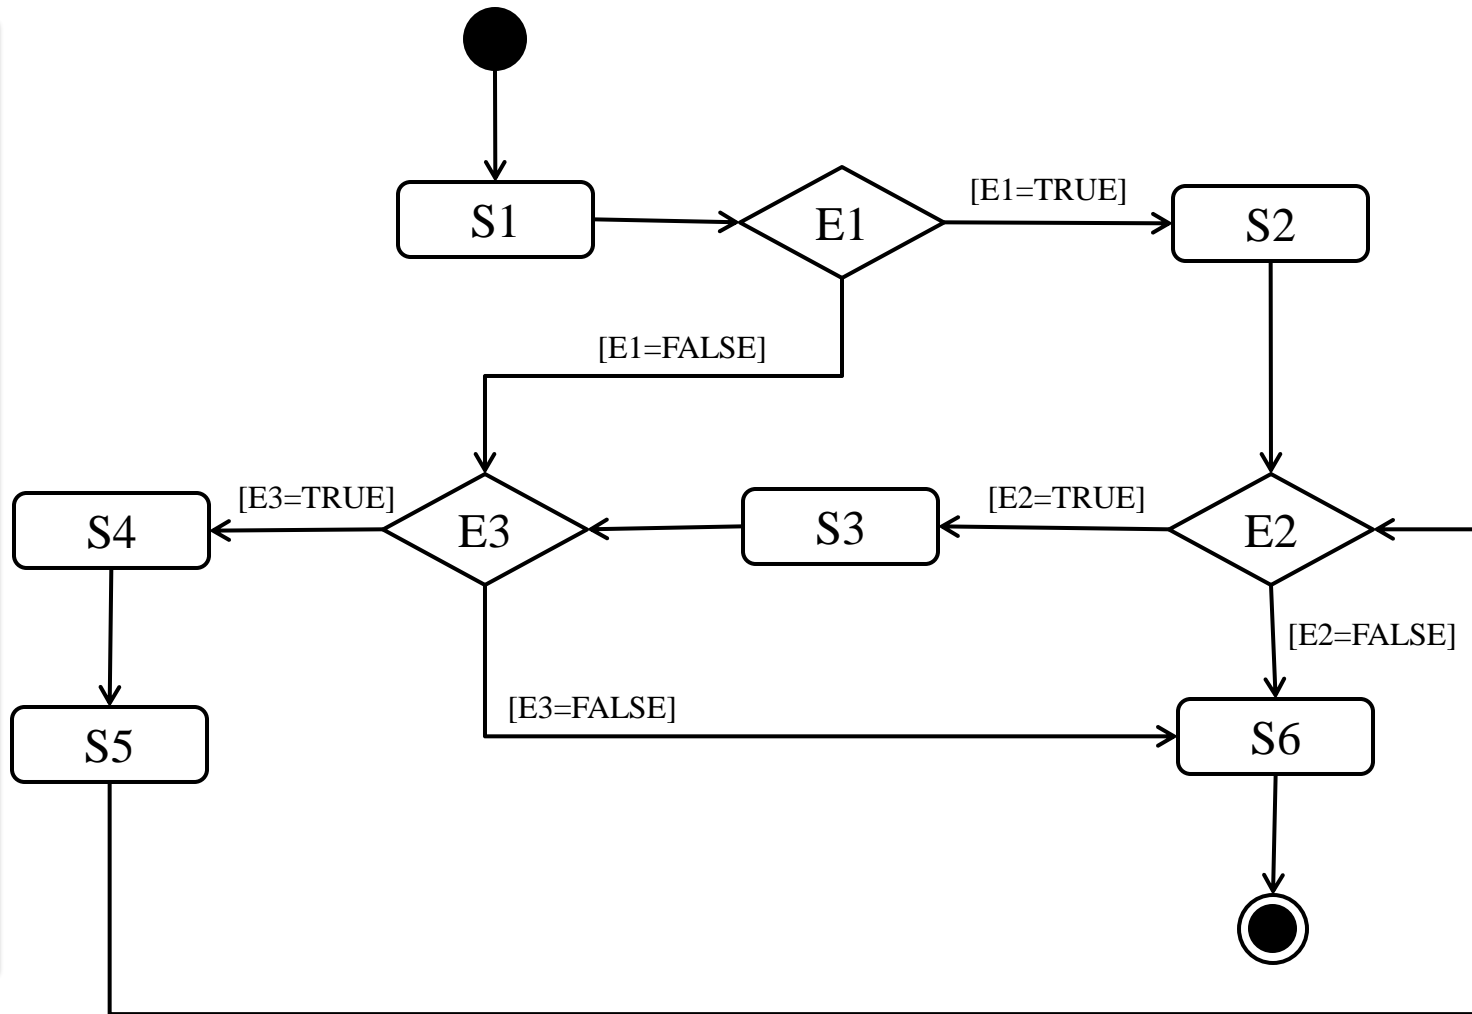 [E1=TRUE]
S1
E1
S2
[E1=FALSE]
[E3=TRUE]
[E2=TRUE]
S4
E3
S3
E2
[E2=FALSE]
[E3=FALSE]
S5
S6